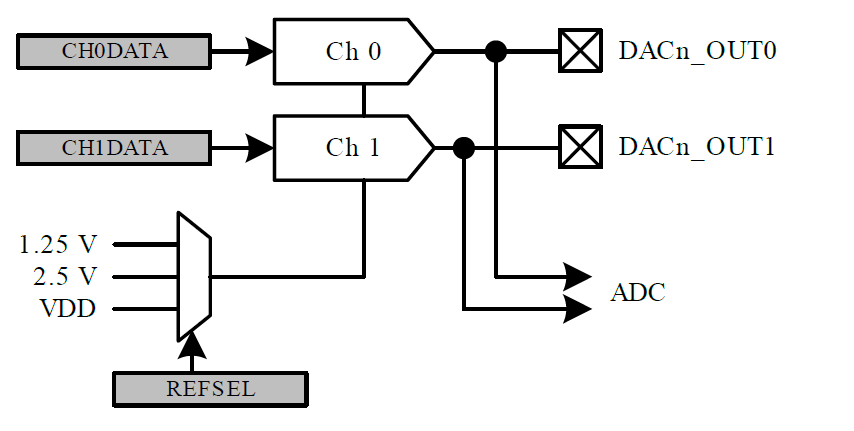 CH0DATA
Ch 0
DACn_OUT0
CH1DATA
Ch 1
DACn_OUT1
1.25 V
2.5 V
VDD
ADC
REFSEL